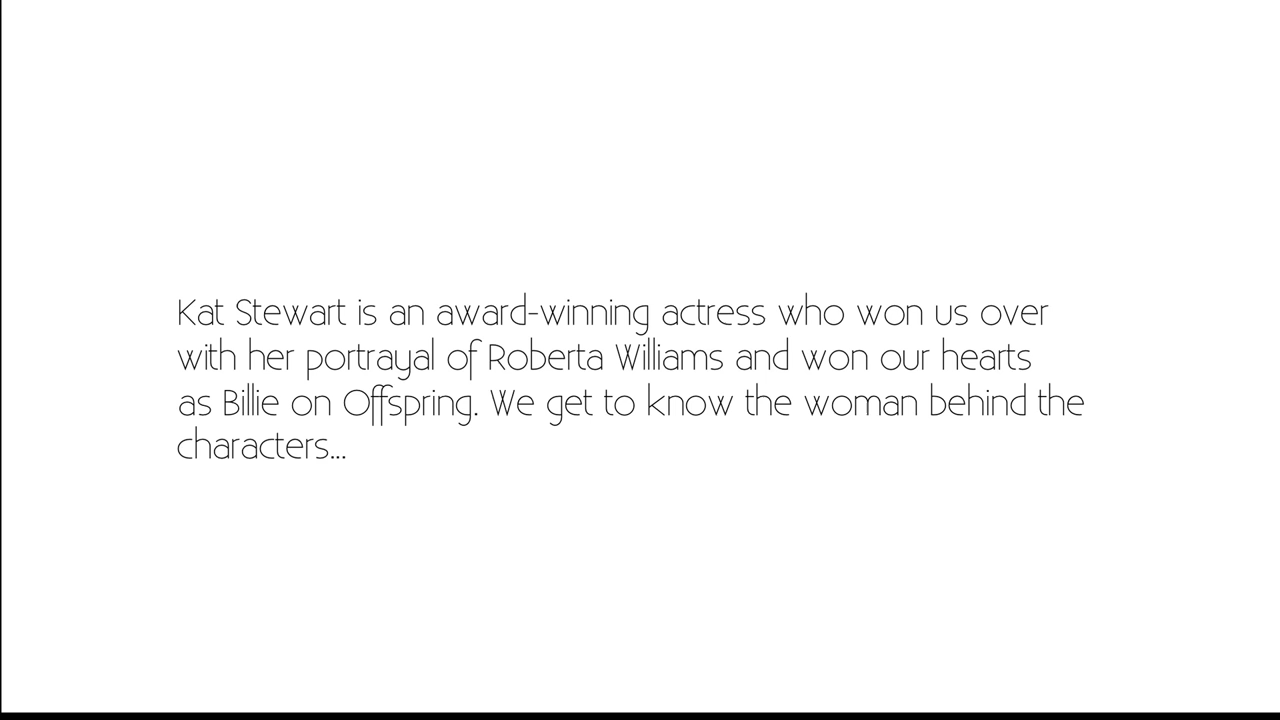 Kat Stewart is an award-winning actress who won us over
with her portrayal of Roberta Williams and won our hearts
as Billie on Offspring. We get to know the woman behind the
characters...